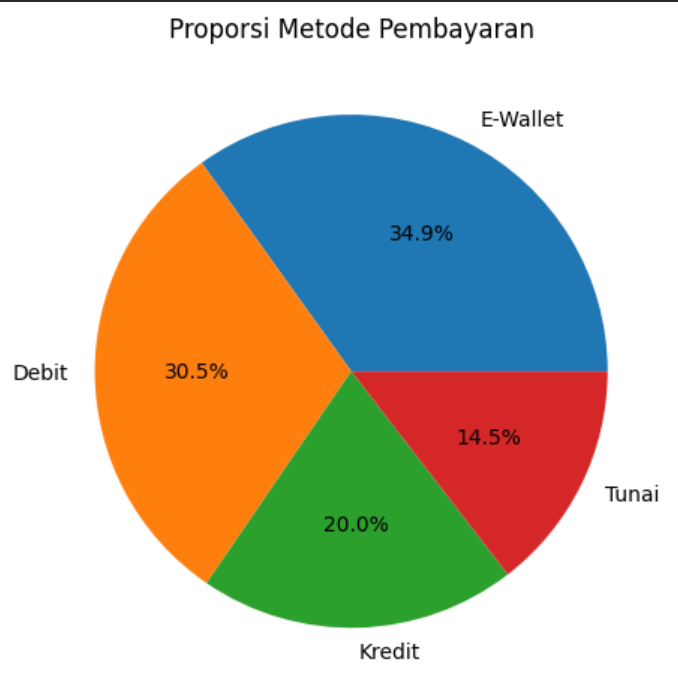 Proporsi Metode Pembayaran
E-Wallet
34.9%
Debit
30.5%
14.5%
Tunai
20.0%
Kredit